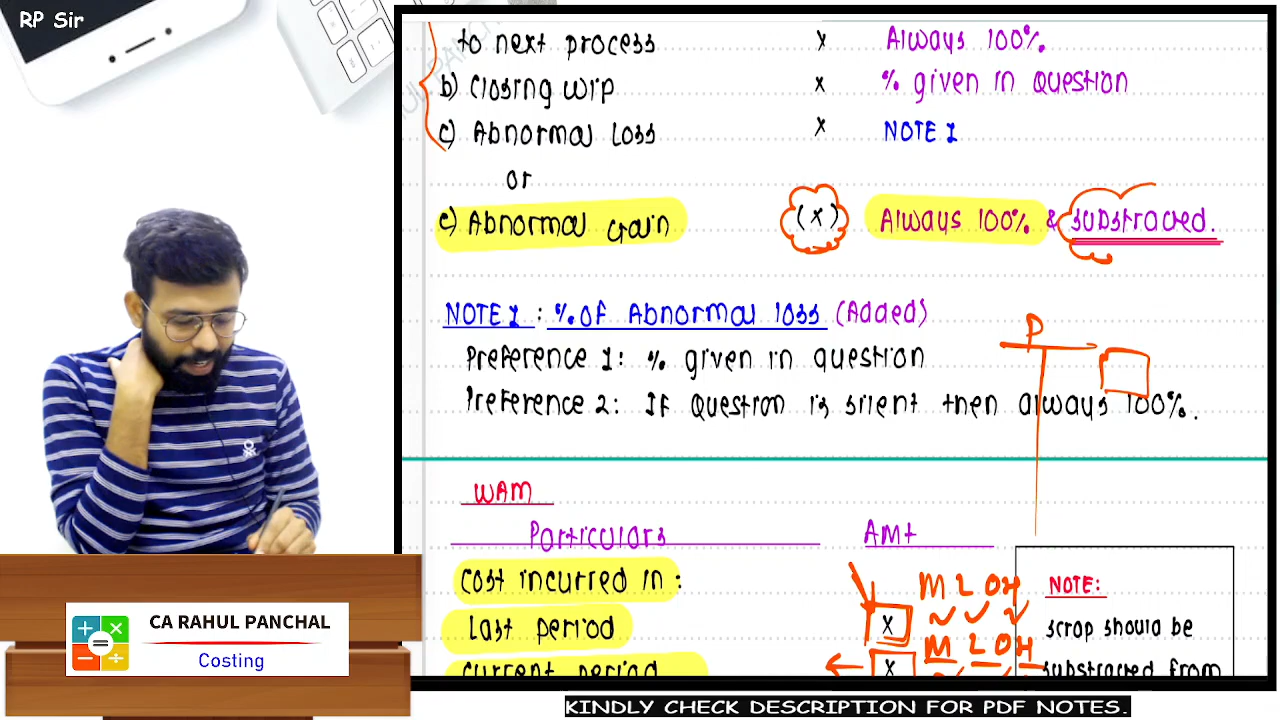 RP Sir
to next process x Always 100%.
b) Closing WIP x % given in Question
c) Abnormal Loss x NOTE 1
or
c) Abnormal Gain (x) Always 100% & substracted.
NOTE 1 : % of Abnormal loss (Added)
P
Preference 1: % given in question
Preference 2: If Question is silent then always 100%.
WAM
Particulars Amt
Cost incurred in : M L OH
Last period x
Current period x M L OH
NOTE:
scrap should be
substracted from
CA RAHUL PANCHAL
Costing
KINDLY CHECK DESCRIPTION FOR PDF NOTES.